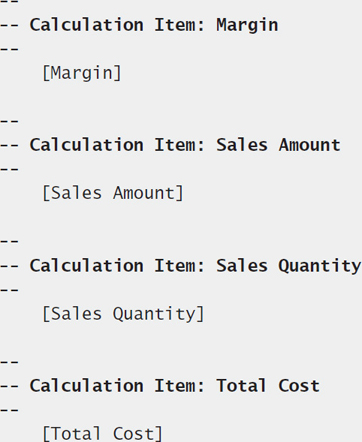 --
-- Calculation Item: Margin
--
[Margin]
--
-- Calculation Item: Sales Amount
--
[Sales Amount]
--
-- Calculation Item: Sales Quantity
--
[Sales Quantity]
--
-- Calculation Item: Total Cost
--
[Total Cost]